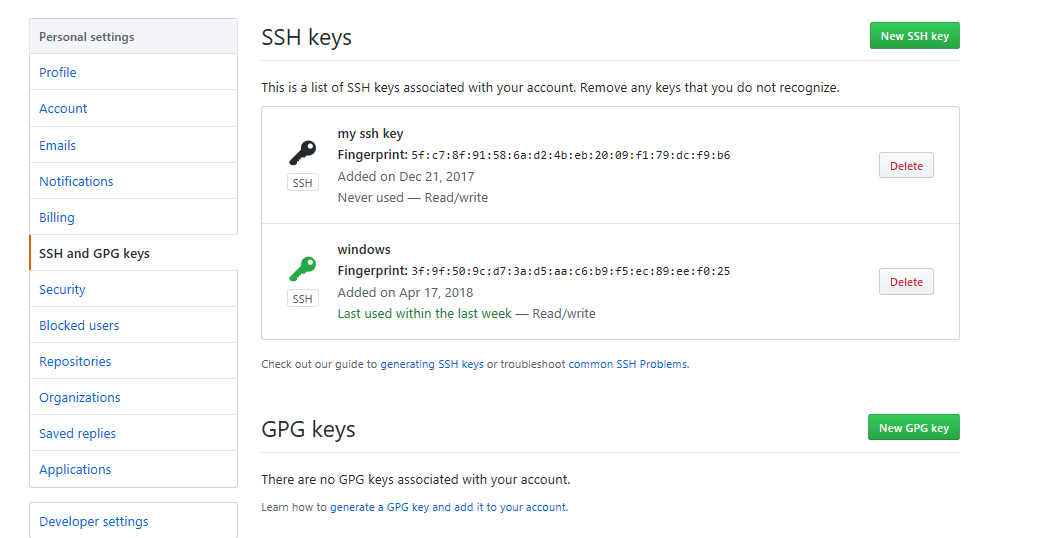 Personal settings
Profile
Account
Emails
Notifications
Billing
SSH and GPG keys
Security
Blocked users
Repositories
Organizations
Saved replies
Applications
Developer settings
SSH keys
New SSH key
This is a list of SSH keys associated with your account. Remove any keys that you do not recognize.
my ssh key
Fingerprint: 5f:c7:8f:91:58:6a:d2:4b:eb:20:09:f1:79:dc:f9:b6
Added on Dec 21, 2017
Never used — Read/write
SSH
Delete
windows
Fingerprint: 3f:9f:50:9c:d7:3a:d5:aa:c6:b9:f5:ec:89:ee:f0:25
Added on Apr 17, 2018
Last used within the last week — Read/write
SSH
Delete
Check out our guide to generating SSH keys or troubleshoot common SSH Problems.
GPG keys
New GPG key
There are no GPG keys associated with your account.
Learn how to generate a GPG key and add it to your account.